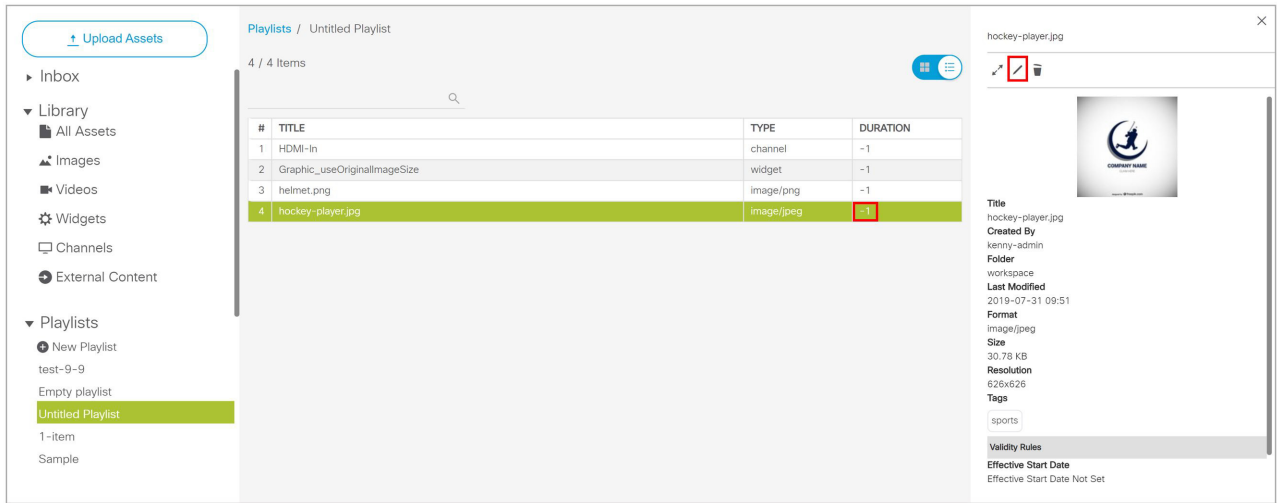 Upload Assets
Inbox
Library
All Assets
Images
Videos
Widgets
Channels
External Content
Playlists
New Playlist
test-9-9
Empty playlist
Untitled Playlist
1-item
Sample
Playlists / Untitled Playlist
4 / 4 Items
# TITLE TYPE DURATION
1 HDMI-In channel -1
2 Graphic_useOriginalImageSize widget -1
3 helmet.png image/png -1
4 hockey-player.jpg image/jpeg -1
hockey-player.jpg
COMPANY NAME
Title
hockey-player.jpg
Created By
kenny-admin
Folder
workspace
Last Modified
2019-07-31 09:51
Format
image/jpeg
Size
30.78 KB
Resolution
626x626
Tags
sports
Validity Rules
Effective Start Date
Effective Start Date Not Set